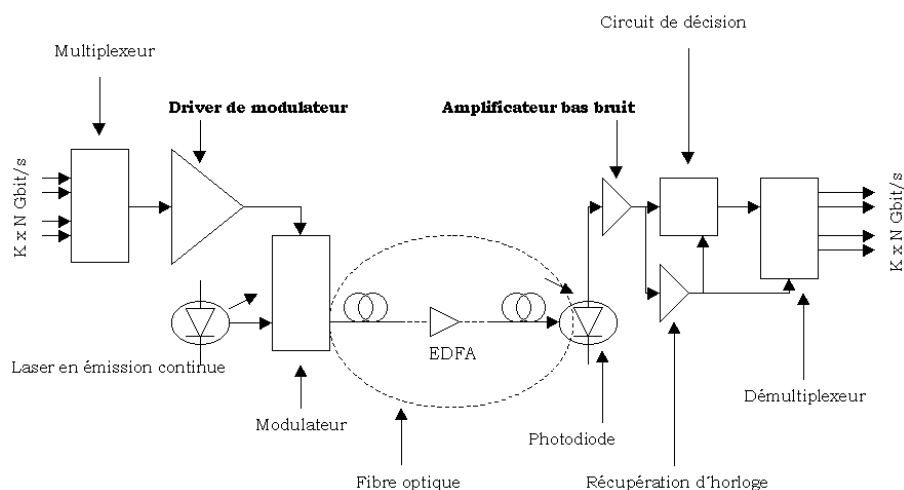 Circuit de décision
Multiplexeur
Driver de modulateur
Amplificateur bas bruit
K x N Gbit/s
K x N Gbit/s
EDFA
Laser en émission continue
Modulateur
Photodiode
Démultiplexeur
Fibre optique
Récupération d'horloge